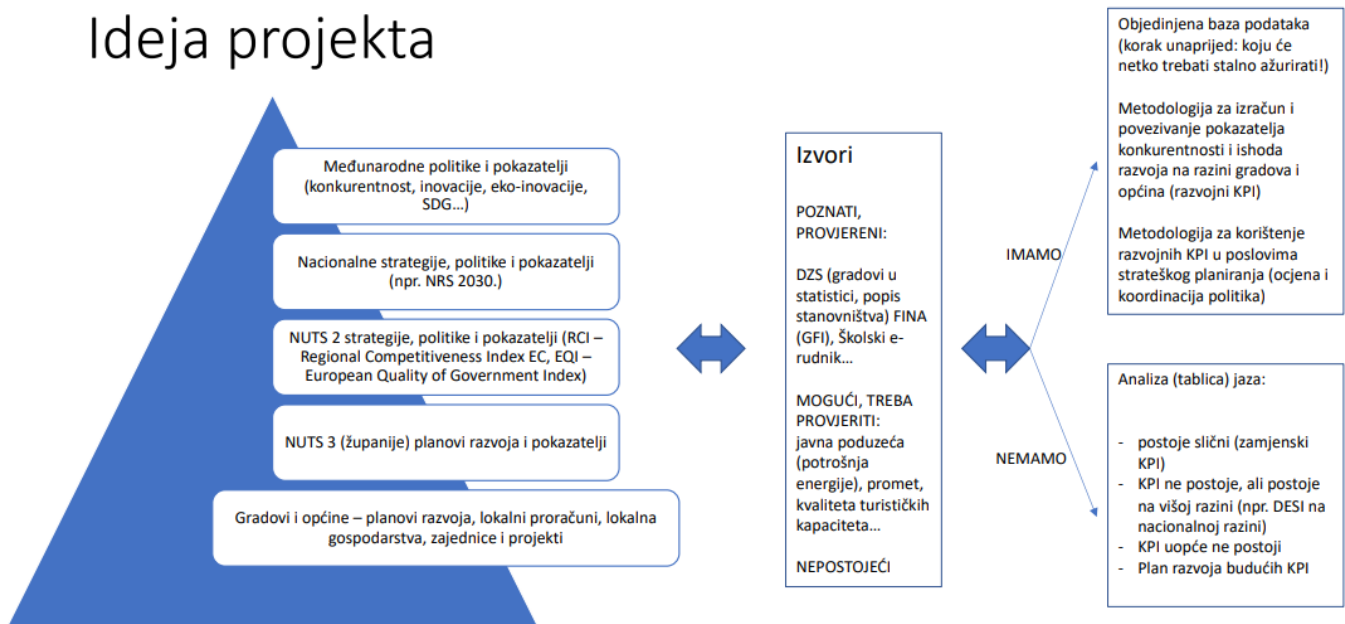 Ideja projekta
Međunarodne politike i pokazatelji
(konkurentnost, inovacije, eko-inovacije,
SDG…)
Nacionalne strategije, politike i pokazatelji
(npr. NRS 2030.)
NUTS 2 strategije, politike i pokazatelji (RCI –
Regional Competitiveness Index EC, EQI –
European Quality of Government Index)
NUTS 3 (županije) planovi razvoja i pokazatelji
Gradovi i općine – planovi razvoja, lokalni proračuni, lokalna
gospodarstva, zajednice i projekti
Izvori
POZNATI,
PROVJERENI:
DZS (gradovi u
statistici, popis
stanovništva) FINA
(GFI), Školski e-
rudnik…
MOGUĆI, TREBA
PROVJERITI:
javna poduzeća
(potrošnja
energije), promet,
kvaliteta turističkih
kapaciteta…
NEPOSTOJEĆI
IMAMO
NEMAMO
Objedinjena baza podataka
(korak unaprijed: koju će
netko trebati stalno ažurirati!)
Metodologija za izračun i
povezivanje pokazatelja
konkurentnosti i ishoda
razvoja na razini gradova i
općina (razvojni KPI)
Metodologija za korištenje
razvojnih KPI u poslovima
strateškog planiranja (ocjena i
koordinacija politika)
Analiza (tablica) jaza:
- postoje slični (zamjenski
KPI)
- KPI ne postoje, ali postoje
na višoj razini (npr. DESI na
nacionalnoj razini)
- KPI uopće ne postoji
- Plan razvoja budućih KPI